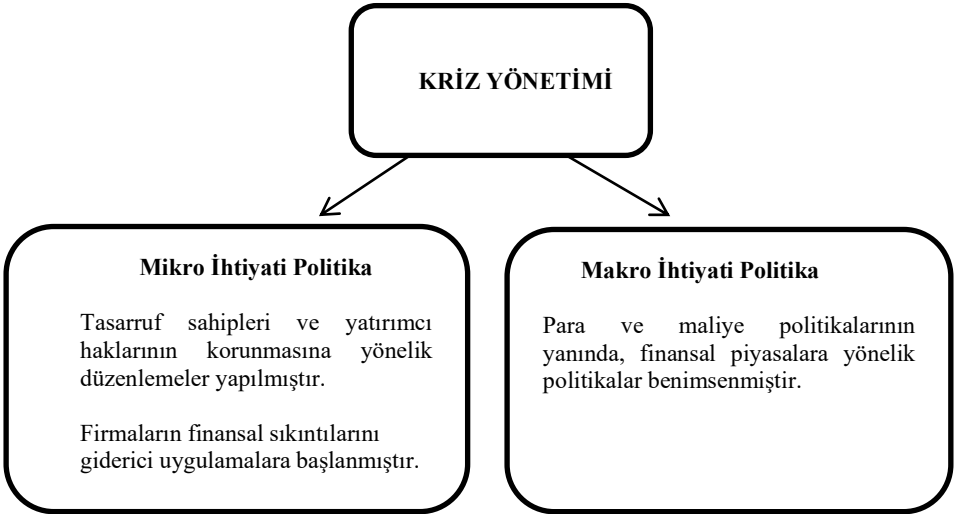 KRİZ YÖNETİMİ
Mikro İhtiyati Politika
Tasarruf sahipleri ve yatırımcı
haklarının korunmasına yönelik
düzenlemeler yapılmıştır.
Firmaların finansal sıkıntılarını
giderici uygulamalara başlanmıştır.
Makro İhtiyati Politika
Para ve maliye politikalarının
yanında, finansal piyasalara yönelik
politikalar benimsenmiştir.